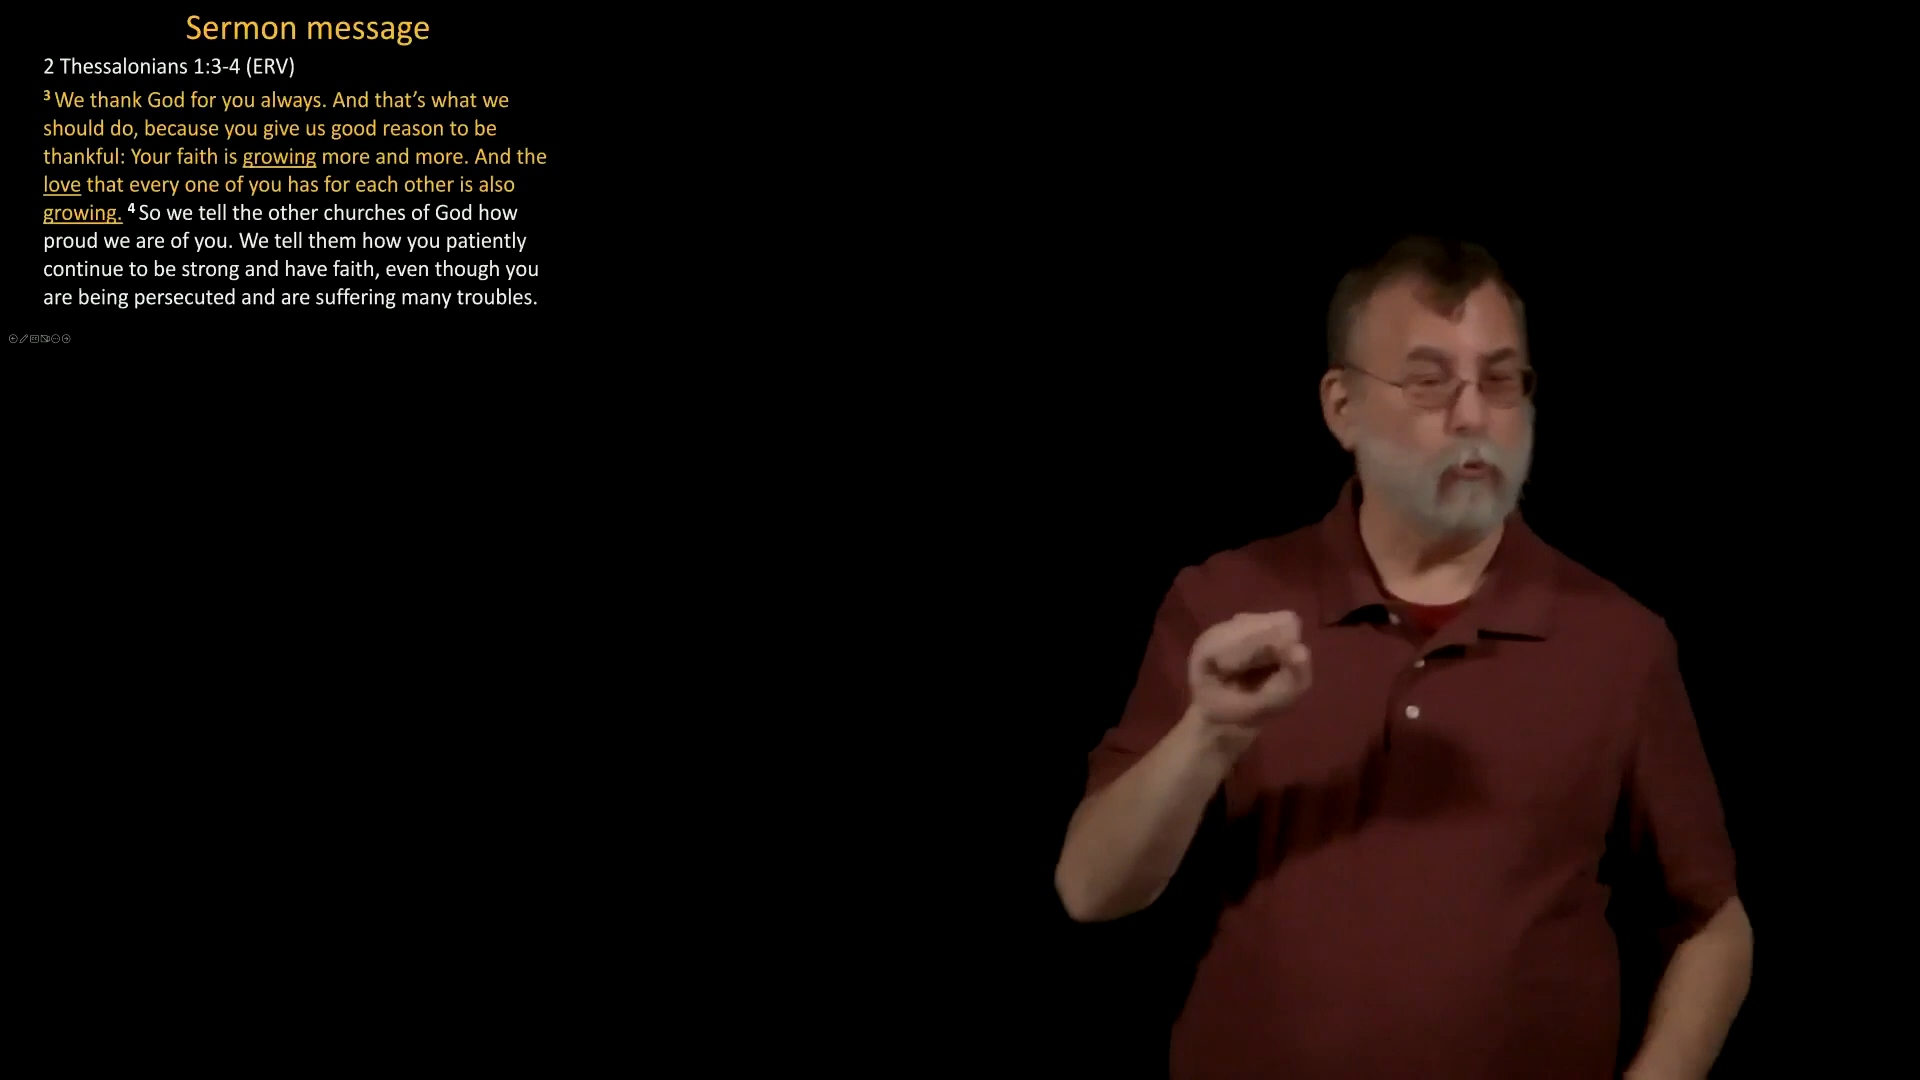 Sermon message
2 Thessalonians 1:3-4 (ERV)
3 We thank God for you always. And that’s what we
should do, because you give us good reason to be
thankful: Your faith is growing more and more. And the
love that every one of you has for each other is also
growing. 4 So we tell the other churches of God how
proud we are of you. We tell them how you patiently
continue to be strong and have faith, even though you
are being persecuted and are suffering many troubles.